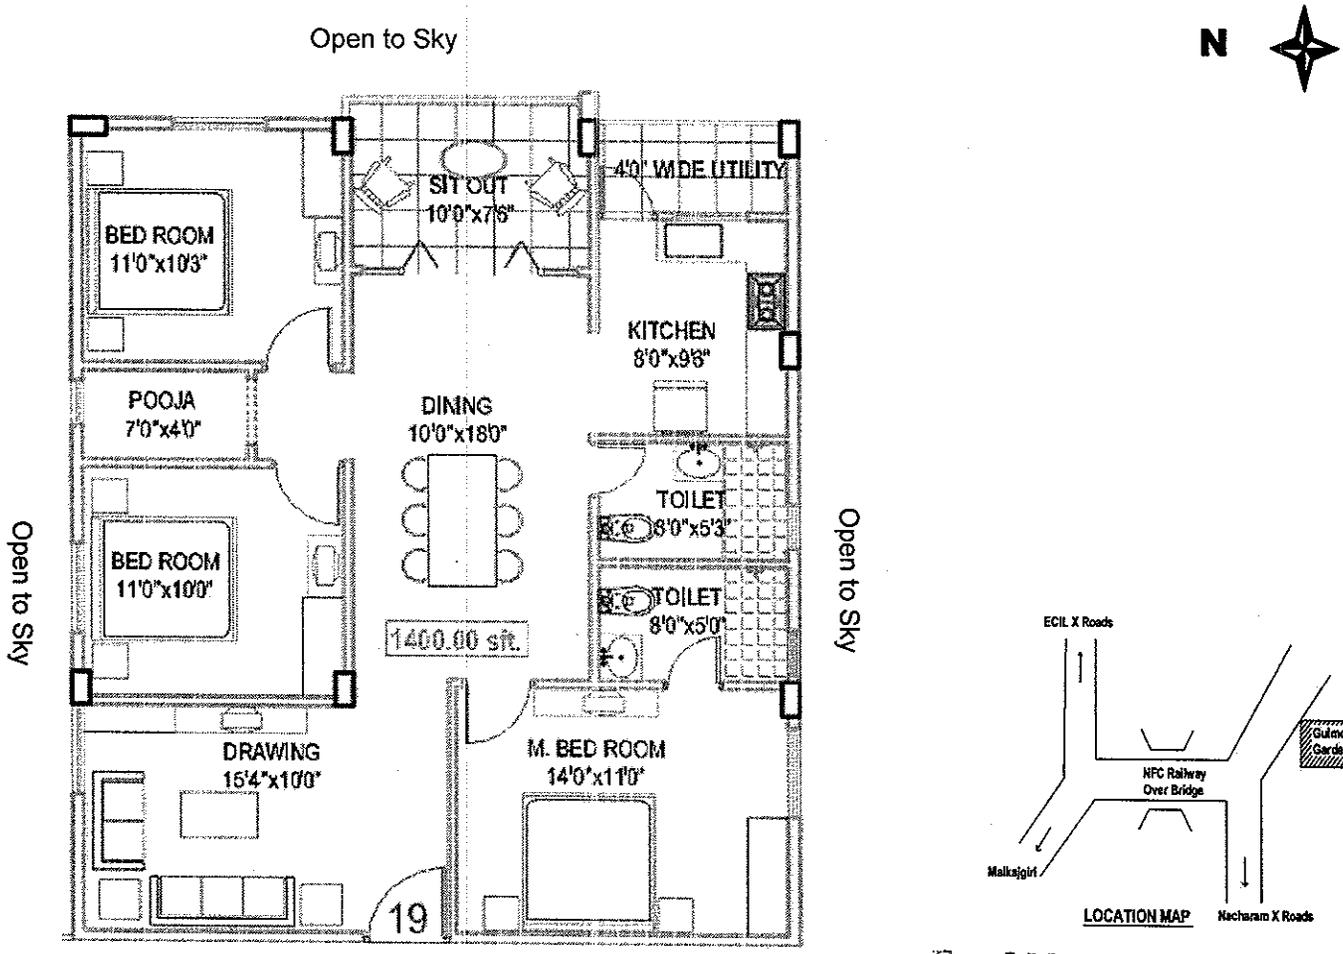 Open to Sky
N
BED ROOM
11'0"x10'3"
SIT OUT
10'0"x7'6"
4'0" WIDE UTILITY
KITCHEN
8'0"x9'6"
POOJA
7'0"x4'0"
DINING
10'0"x18'0"
TOILET
8'0"x5'3"
BED ROOM
11'0"x10'0"
TOILET
8'0"x5'0"
1400.00 sft.
Open to Sky
Open to Sky
DRAWING
15'4"x10'0"
M. BED ROOM
14'0"x11'0"
19
ECIL X Roads
Gulmo
Garde
NFC Railway
Over Bridge
Malkajgiri
Nacharam X Roads
LOCATION MAP